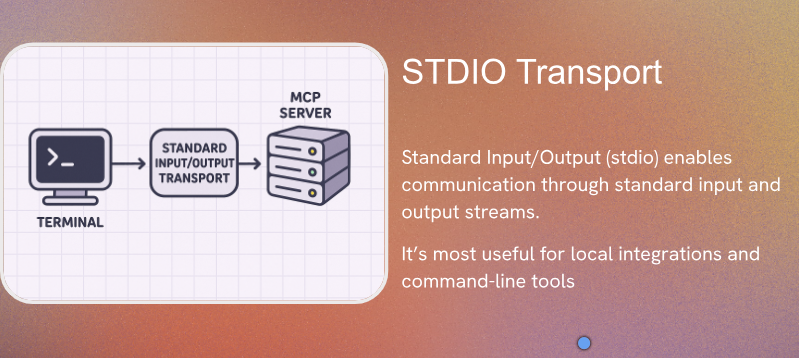 MCP
SERVER
STANDARD
INPUT/OUTPUT
TRANSPORT
TERMINAL
STDIO Transport
Standard Input/Output (stdio) enables
communication through standard input and
output streams.
It’s most useful for local integrations and
command-line tools